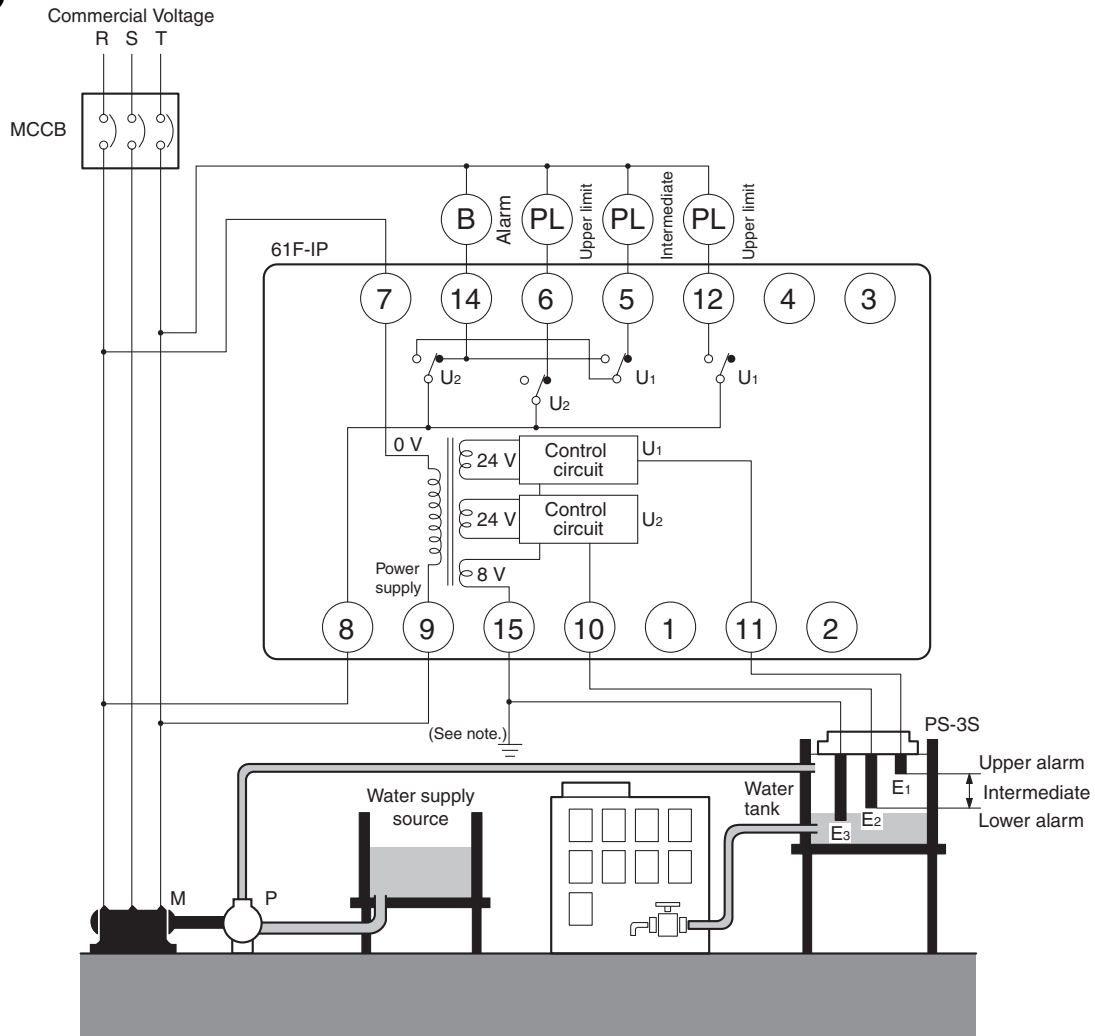 Commercial Voltage
R S T
MCCB
B
Alarm
PL
Upper limit
PL
Intermediate
PL
Upper limit
61F-IP
7
14
6
5
12
4
3
U2
U1
U1
U2
0 V
24 V
Control
circuit
U1
24 V
Control
circuit
U2
8 V
Power
supply
8
9
15
10
1
11
2
(See note.)
PS-3S
Upper alarm
Intermediate
Lower alarm
E1
E2
E3
Water
tank
Water supply
source
M
P